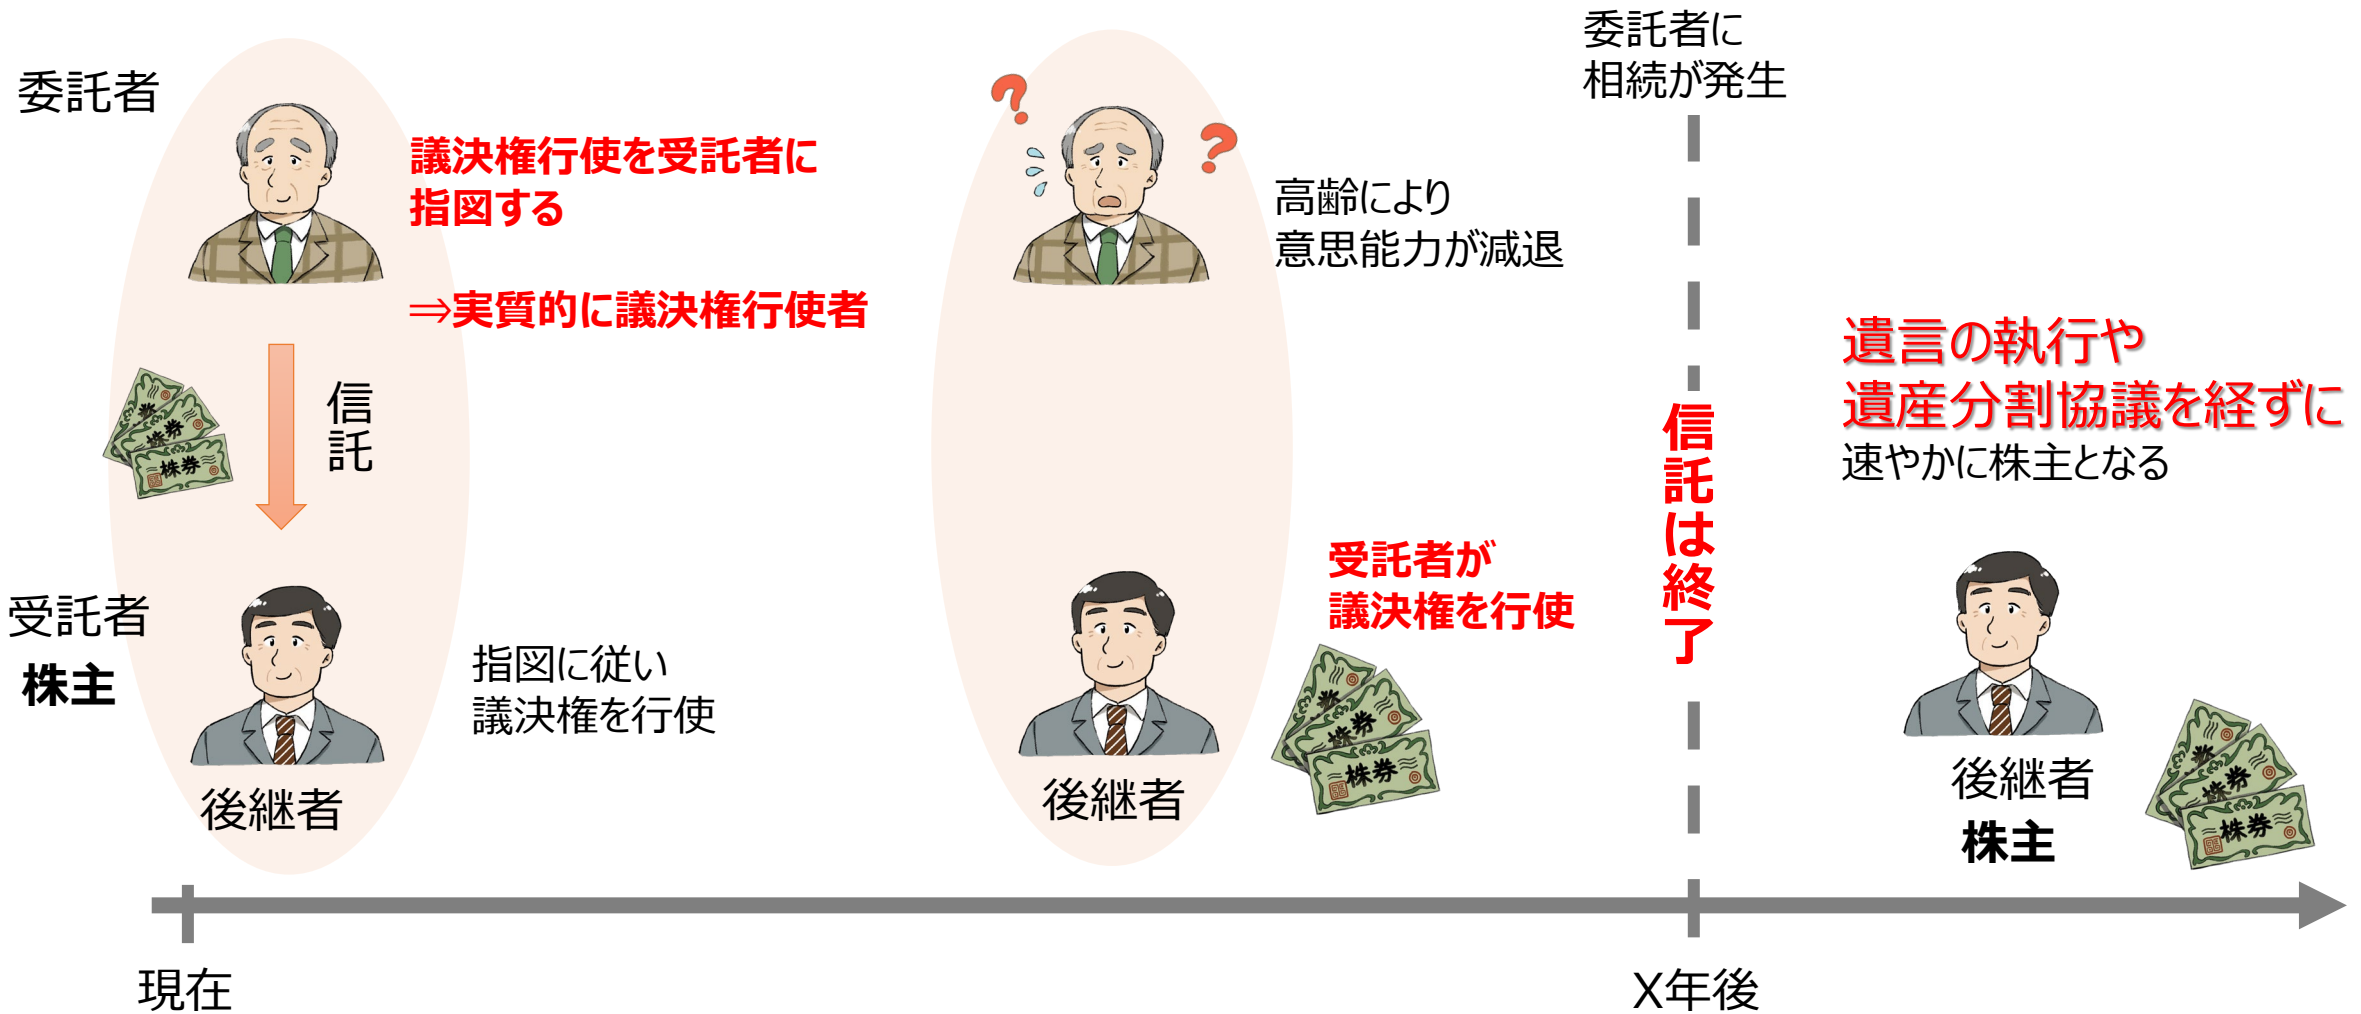 委託者
議決権行使を受託者に
指図する
⇒実質的に議決権行使者
信託
株券
株券
株券
受託者
株主
指図に従い
議決権を行使
後継者
高齢により
意思能力が減退
受託者が
議決権を行使
株券
株券
株券
後継者
委託者に
相続が発生
信託は終了
遺言の執行や
遺産分割協議を経ずに
速やかに株主となる
後継者
株主
株券
株券
株券
現在
X年後